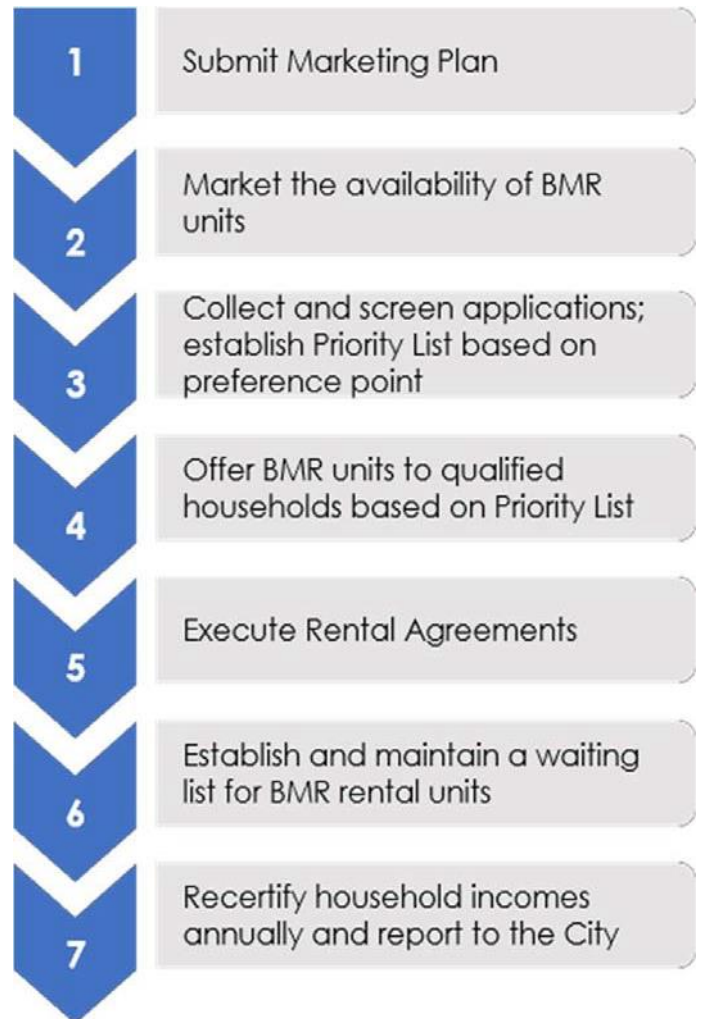 1
Submit Marketing Plan
2
Market the availability of BMR
units
3
Collect and screen applications;
establish Priority List based on
preference point
4
Offer BMR units to qualified
households based on Priority List
5
Execute Rental Agreements
6
Establish and maintain a waiting
list for BMR rental units
7
Recertify household incomes
annually and report to the City